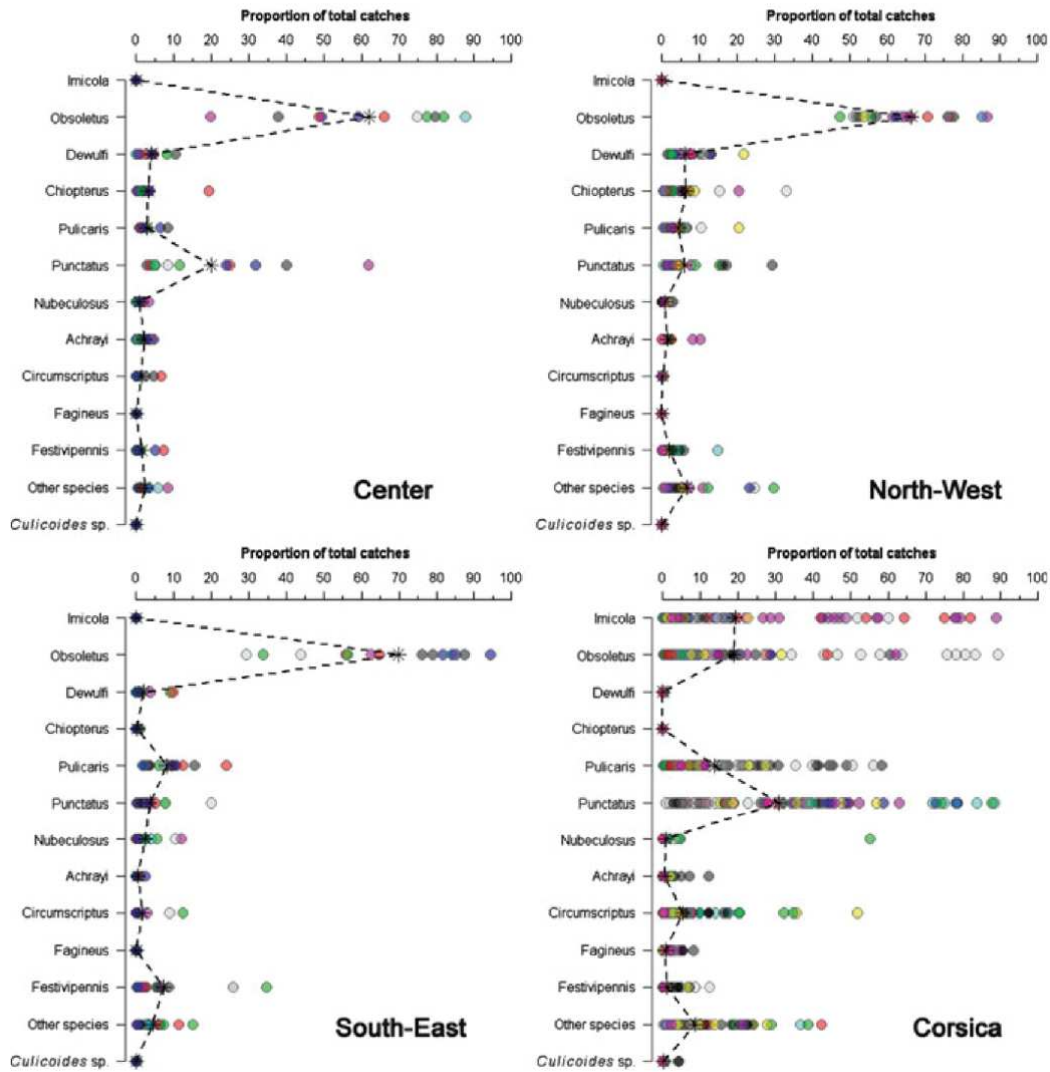 Proportion of total catches
0 10 20 30 40 50 60 70 80 90 100
Imicola
Obsoletus
Dewulfi
Chiopterus
Pulicaris
Punctatus
Nubeculosus
Achrayi
Circumscriptus
Fagineus
Festivipennis
Other species
Culicoides sp.
Center
Proportion of total catches
0 10 20 30 40 50 60 70 80 90 100
Imicola
Obsoletus
Dewulfi
Chiopterus
Pulicaris
Punctatus
Nubeculosus
Achrayi
Circumscriptus
Fagineus
Festivipennis
Other species
Culicoides sp.
North-West
Proportion of total catches
0 10 20 30 40 50 60 70 80 90 100
Imicola
Obsoletus
Dewulfi
Chiopterus
Pulicaris
Punctatus
Nubeculosus
Achrayi
Circumscriptus
Fagineus
Festivipennis
Other species
Culicoides sp.
South-East
Proportion of total catches
0 10 20 30 40 50 60 70 80 90 100
Imicola
Obsoletus
Dewulfi
Chiopterus
Pulicaris
Punctatus
Nubeculosus
Achrayi
Circumscriptus
Fagineus
Festivipennis
Other species
Culicoides sp.
Corsica